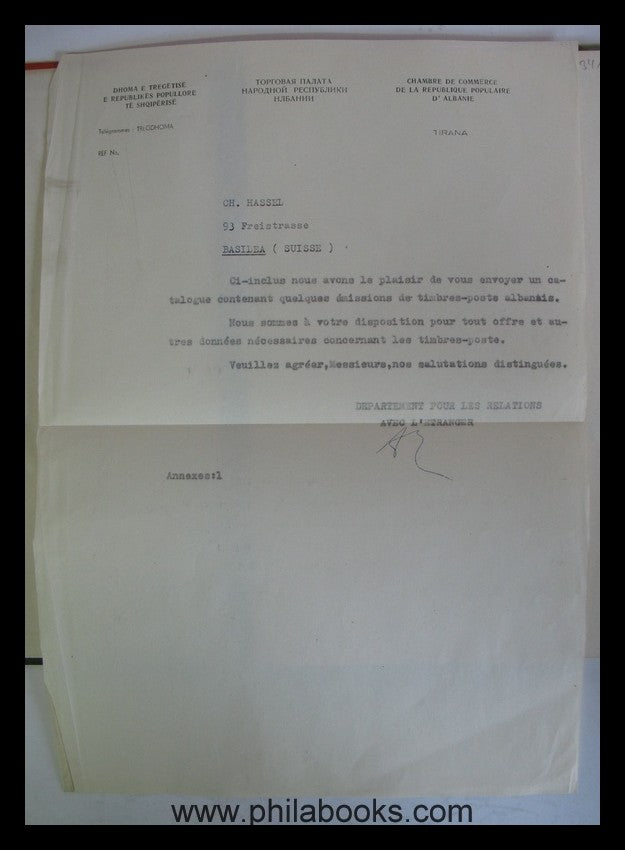 DHOMA E TREGËTISË
E REPUBLIKËS POPULLORE
TË SHQIPËRISË
Telégrammes: TREGDHOMA
REF No.
ТОРГОВАЯ ПАЛАТА
НАРОДНОЙ РЕСПУБЛИКИ
НЛБАНИИ
CHAMBRE DE COMMERCE
DE LA REPUBLIQUE POPULAIRE
D' ALBANIE
TIRANA
CH. HASSEL
93 Freistrasse
BASILEA ( SUISSE )
Ci-inclus nous avons le plaisir de vous envoyer un ca-
talogue contenant quelques émissions de timbres-poste albanais.
Nous sommes à votre disposition pour tout offre et au-
tres données nécessaires concernant les timbres-poste.
Veuillez agréer,Messieurs,nos salutations distinguées.
DEPARTEMENT POUR LES RELATIONS
AVEC L'ETRANGER
Annexes:1
www.philabooks.com